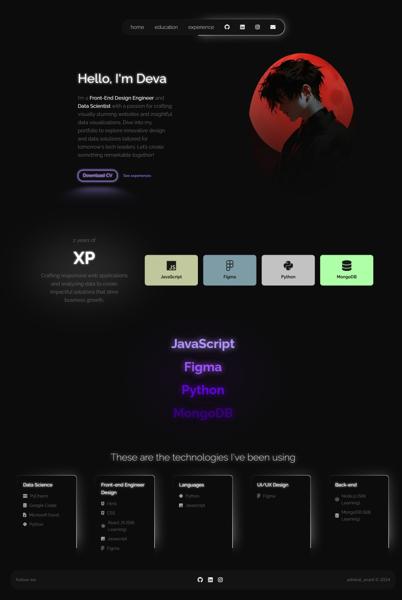 home education experience
Hello, I'm Deva
I'm a Front-End Design Engineer and
Data Scientist with a passion for crafting
visually stunning websites and insightful
data visualizations. Dive into my
portfolio to explore innovative design
and data solutions tailored for
tomorrow's tech leaders. Let's create
something remarkable together!
Download CV See experiences
2 years of
XP
Crafting responsive web applications
and analyzing data to create
impactful solutions that drive
business growth.
JS
JavaScript Figma Python MongoDB
JavaScript
Figma
Python
MongoDB
These are the technologies I've been using
Data Science
PyCharm
Google Colab
Microsoft Excel
Python
Front-end Engineer
Design
Html
CSS
React JS (Still
Learning)
Javascript
Figma
Languages
Python
Javascript
UI/UX Design
Figma
Back-end
Node.js (Still
Learning)
MongoDB (Still
Learning)
Follow me
© 2024